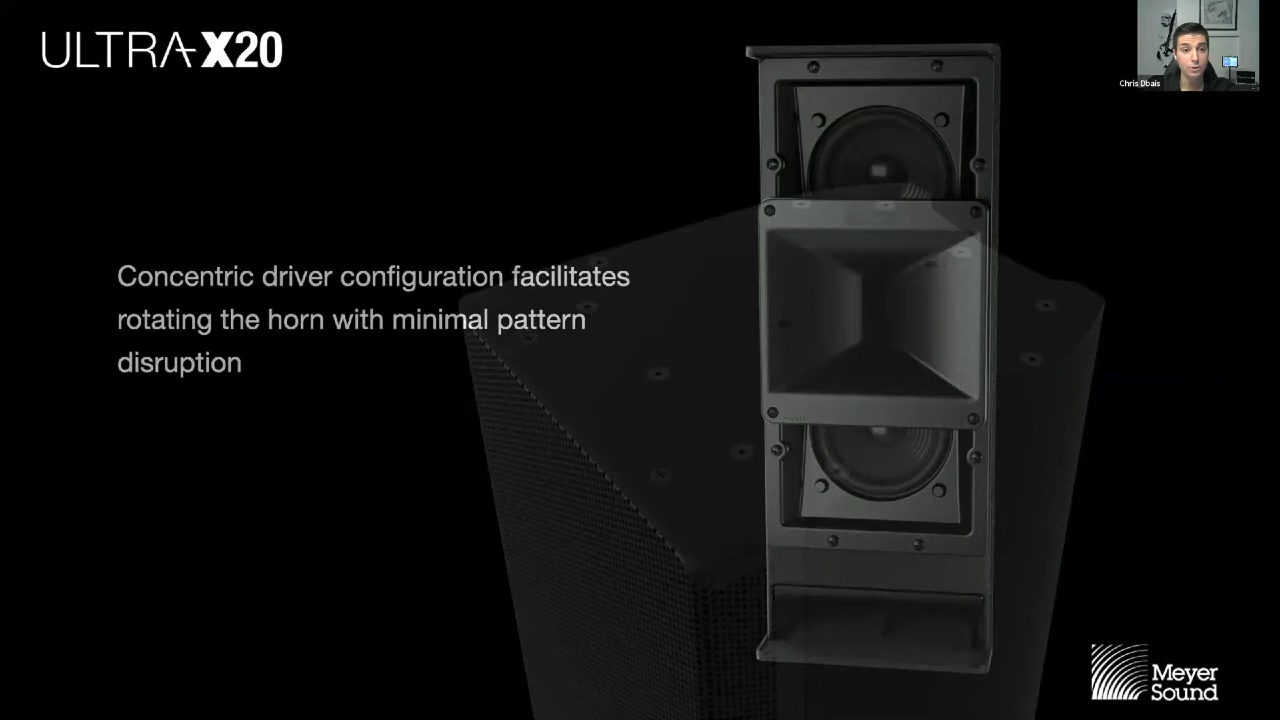 ULTRA-X20
Chris Dbais
Concentric driver configuration facilitates
rotating the horn with minimal pattern
disruption
Meyer
Sound